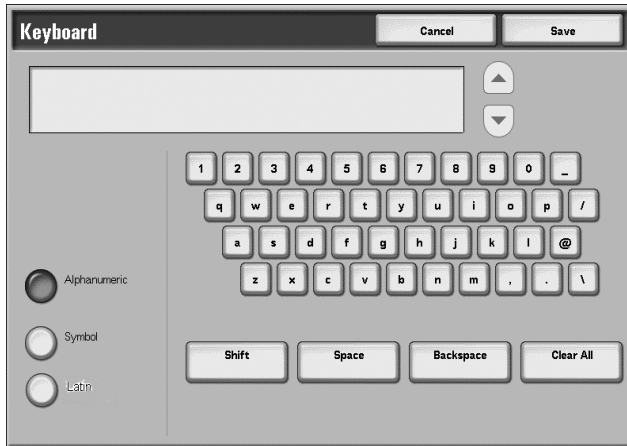 Keyboard Cancel Save
1 2 3 4 5 6 7 8 9 0 _
q w e r t y u i o p /
a s d f g h j k l @
Alphanumeric
z x c v b n m , . \
Symbol
Shift Space Backspace Clear All
Latin